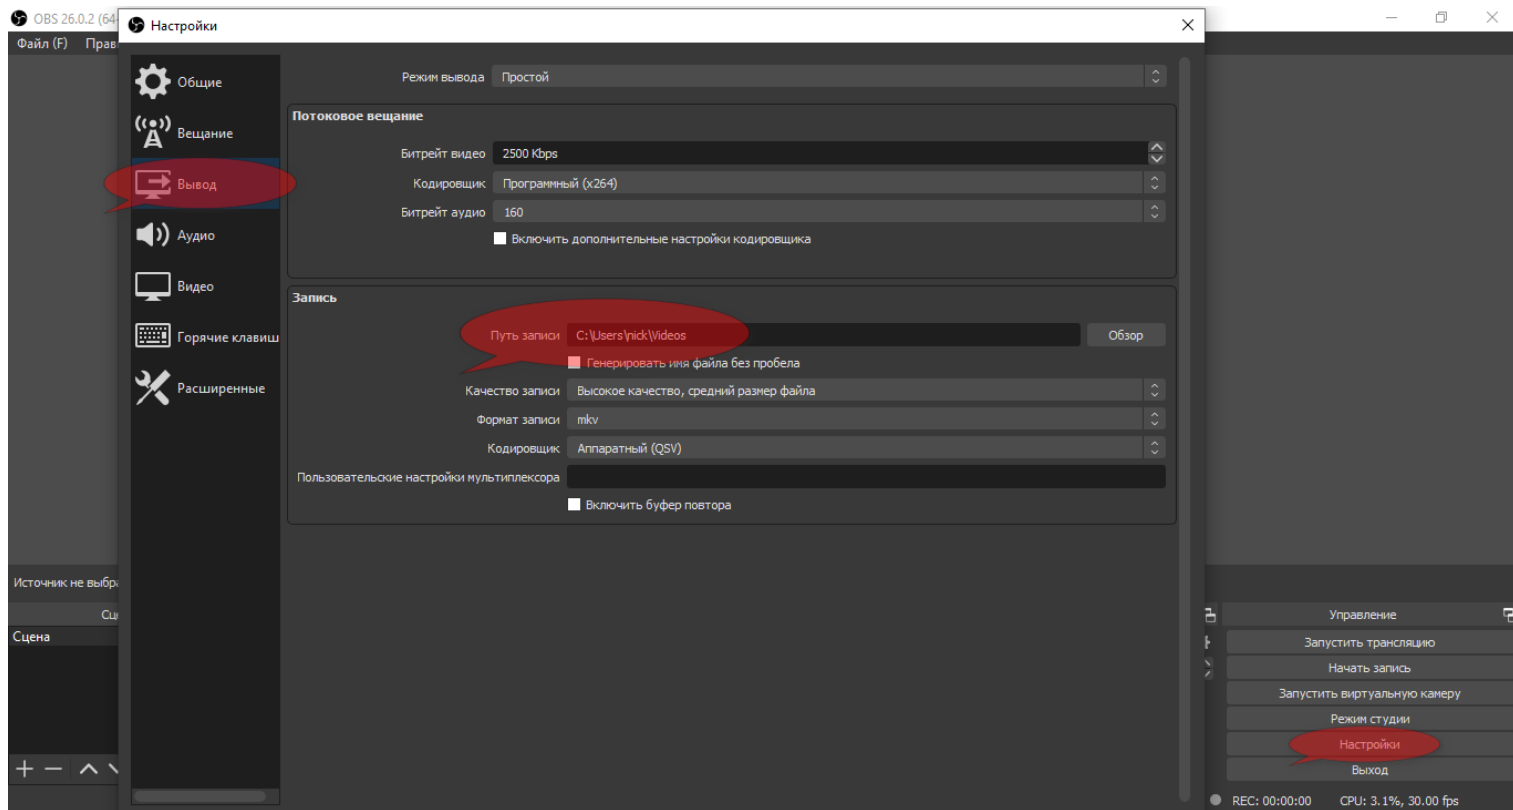 OBS 26.0.2 (64-
Настройки
Файл (F) Прав
Общие
Вещание
Вывод
Аудио
Видео
Горячие клавиш
Расширенные
Режим вывода Простой
Потоковое вещание
Битрейт видео 2500 Kbps
Кодировщик Программный (x264)
Битрейт аудио 160
Включить дополнительные настройки кодировщика
Запись
Путь записи C:\Users\nick\Videos Обзор
Генерировать имя файла без пробела
Качество записи Высокое качество, средний размер файла
Формат записи mkv
Кодировщик Аппаратный (QSV)
Пользовательские настройки мультиплексора
Включить буфер повтора
Источник не выбра
Сце
Сцена
Управление
Запустить трансляцию
Начать запись
Запустить виртуальную камеру
Режим студии
Настройки
Выход
REC: 00:00:00 CPU: 3.1%, 30.00 fps